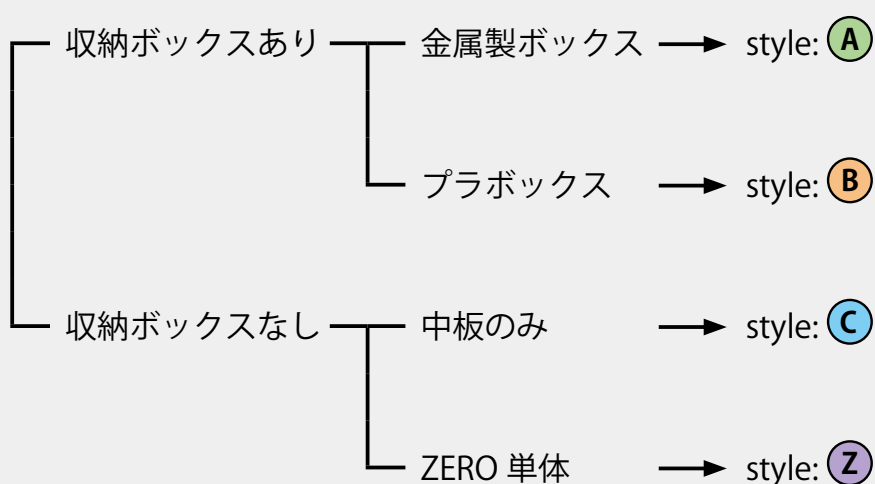 収納ボックスあり 金属製ボックス style: A
プラボックス style: B
収納ボックスなし 中板のみ style: C
ZERO 単体 style: Z